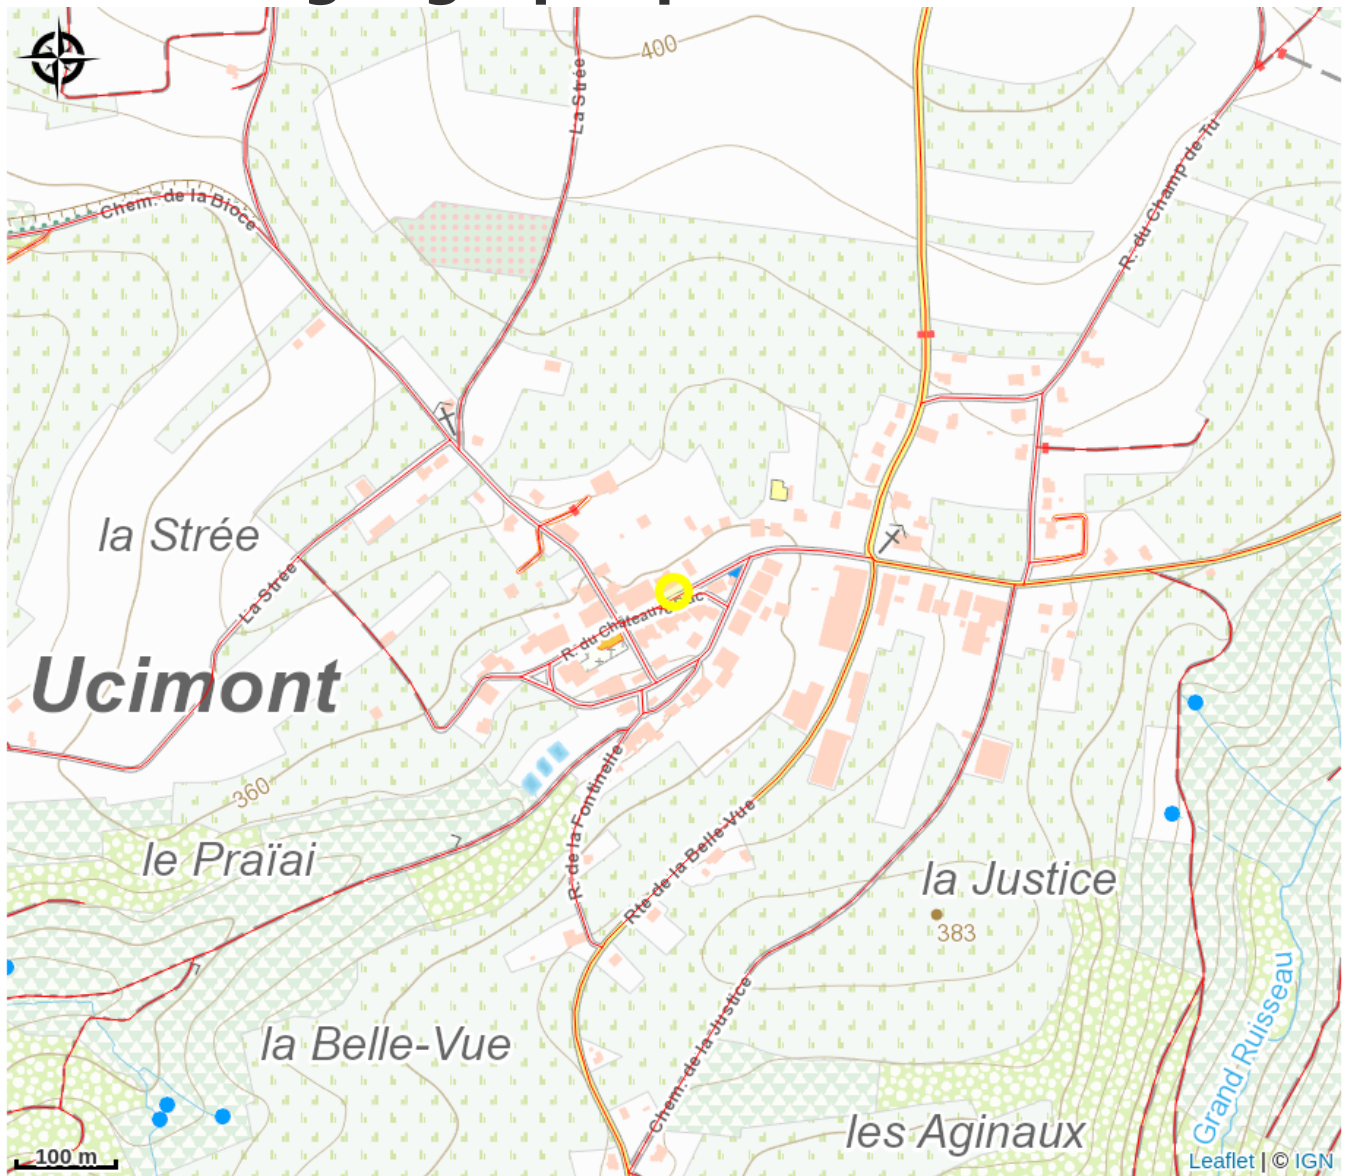 400
La Strée
Chem. de la Bioce
R. du Champ de Tu
la Strée
La Strée
R. du Chateau
Ucimont
360
R. de la Fontinelle
Rte de la Belle-Vue
le Praïai
la Justice
383
Chem. de la Justice
la Belle-Vue
Grand Ruisseau
les Aginaux
100 m
Leaflet | © IGN